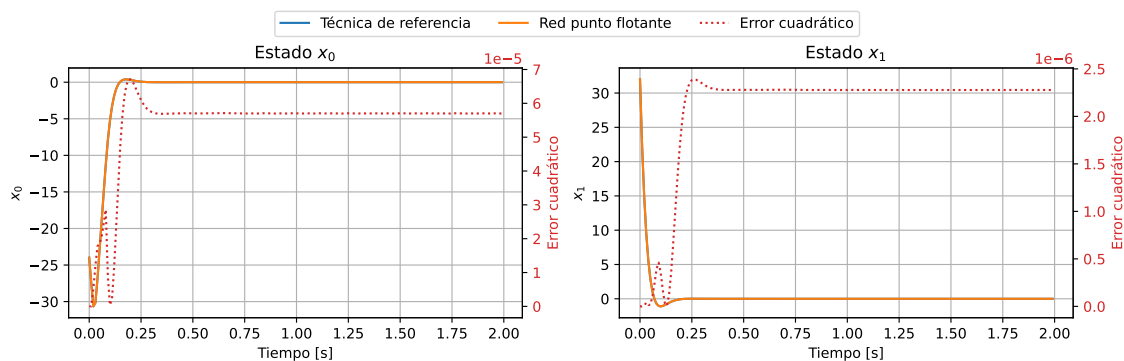 Técnica de referencia Red punto flotante Error cuadrático
Estado x₀
1e−5
0
−5
−10
−15
−20
−25
−30
x₀
7
6
5
4
3
2
1
0
Error cuadrático
0.00 0.25 0.50 0.75 1.00 1.25 1.50 1.75 2.00
Tiempo [s]
Estado x₁
1e−6
30
25
20
15
10
5
0
x₁
2.5
2.0
1.5
1.0
0.5
0.0
Error cuadrático
0.00 0.25 0.50 0.75 1.00 1.25 1.50 1.75 2.00
Tiempo [s]